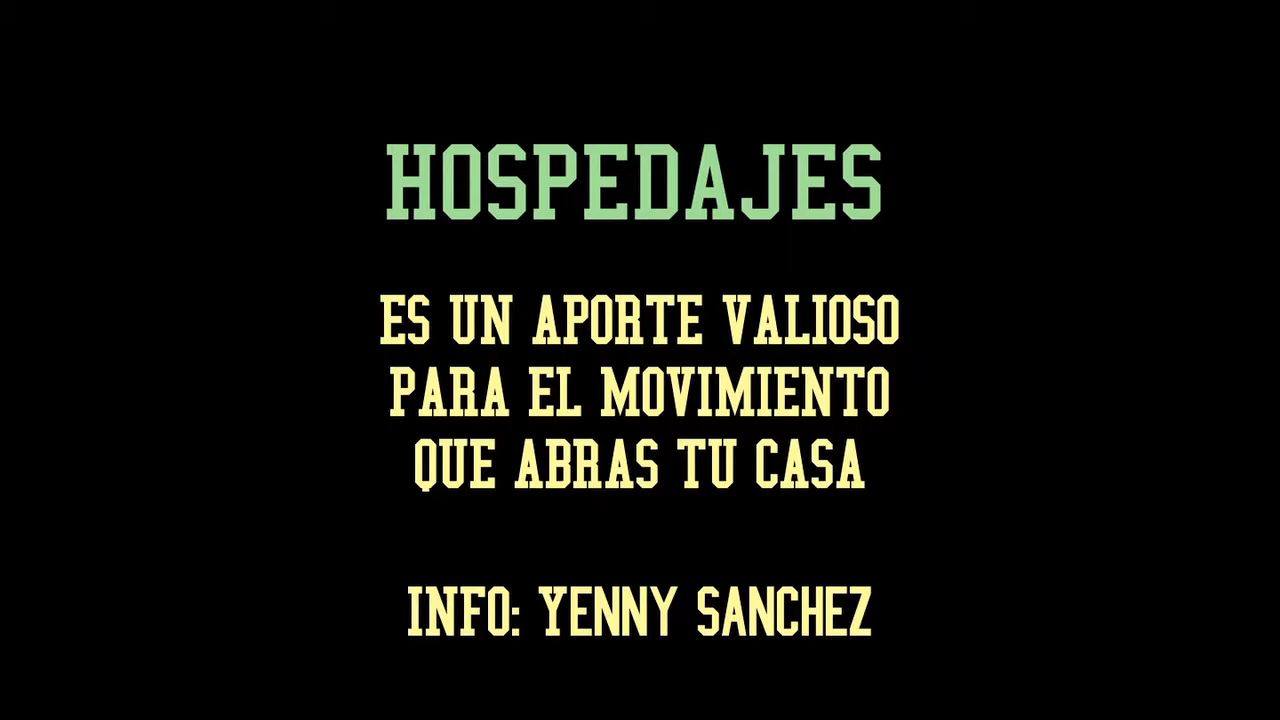 HOSPEDAJES
ES UN APORTE VALIOSO
PARA EL MOVIMIENTO
QUE ABRAS TU CASA
INFO: YENNY SANCHEZ